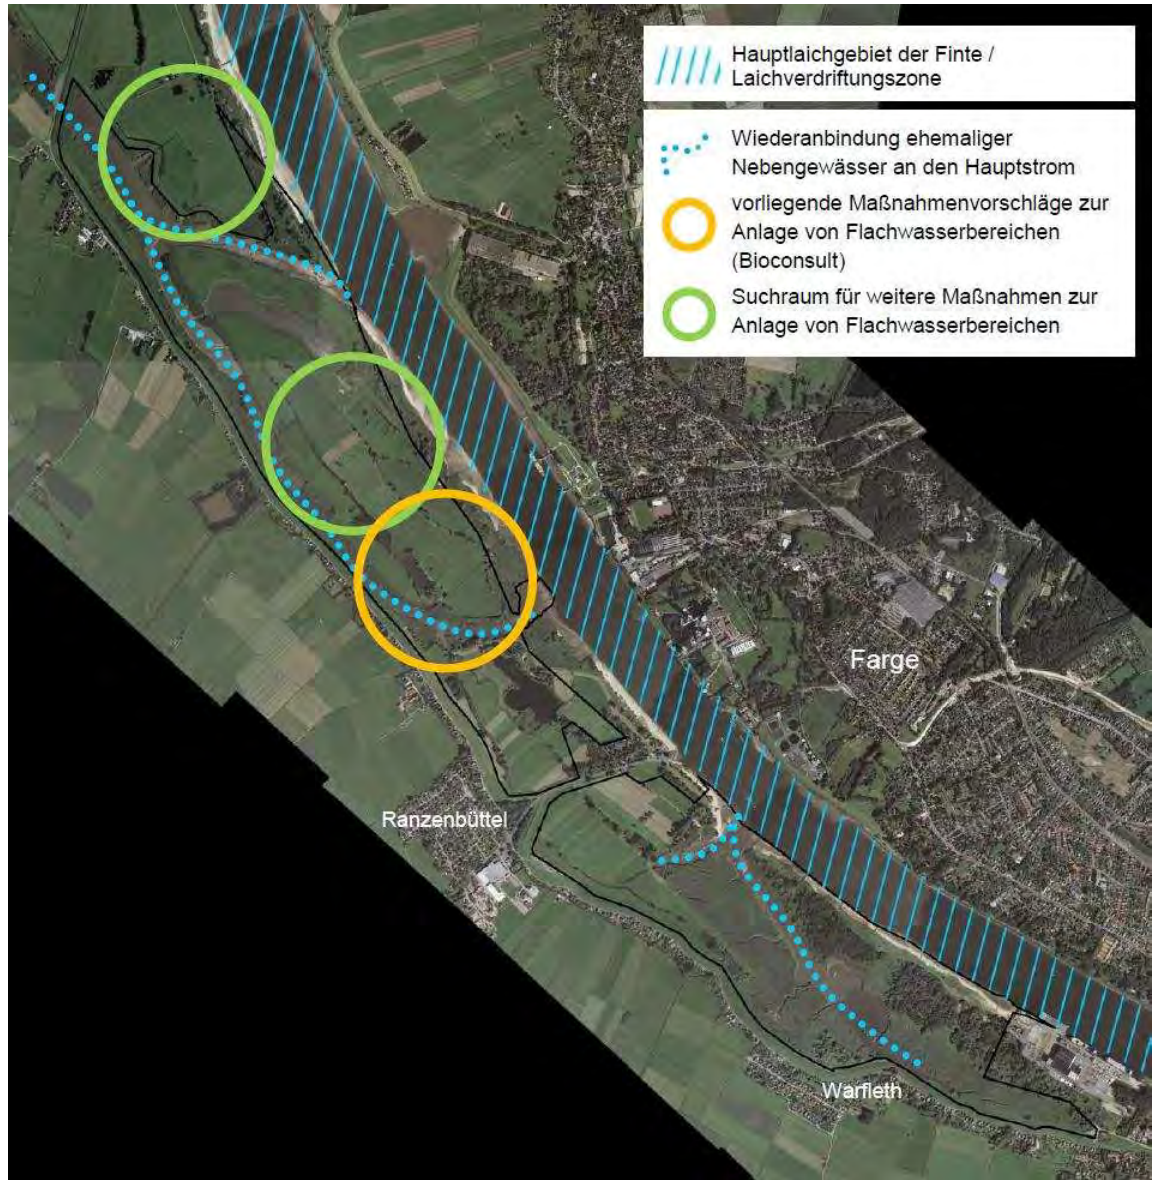 Hauptlaichgebiet der Finte /
Laichverdriftungszone
Wiederanbindung ehemaliger
Nebengewässer an den Hauptstrom
vorliegende Maßnahmenvorschläge zur
Anlage von Flachwasserbereichen
(Bioconsult)
Suchraum für weitere Maßnahmen zur
Anlage von Flachwasserbereichen
Farge
Ranzenbüttel
Warfleth